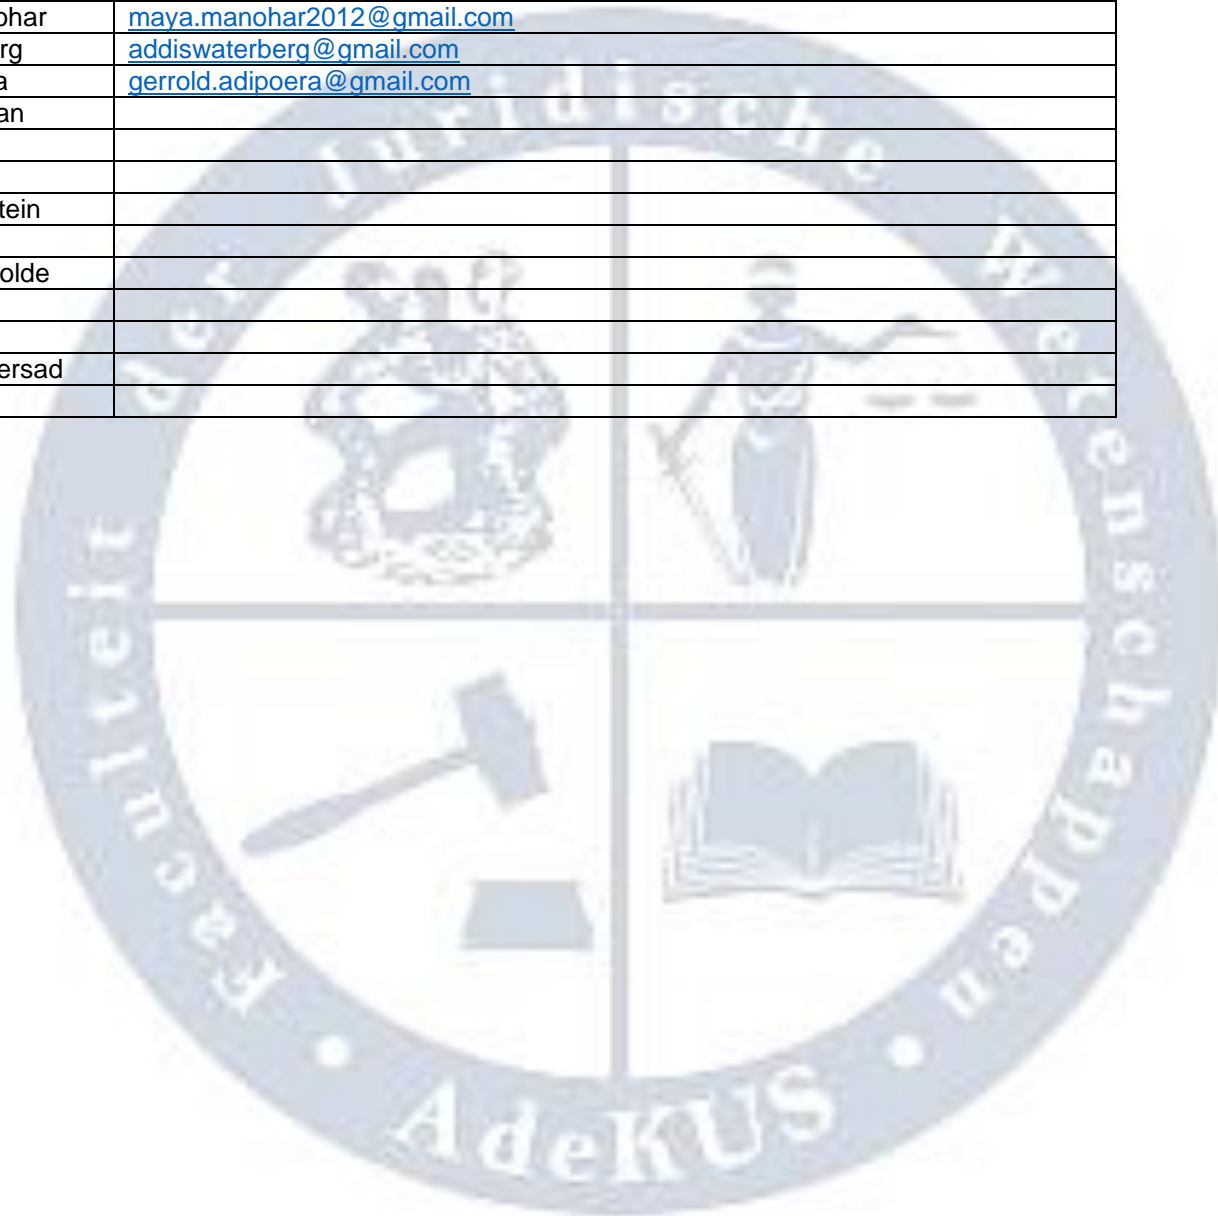 ohar maya.manohar2012@gmail.com
rg addiswaterberg@gmail.com
a gerrold.adipoera@gmail.com
an
tein
olde
ersad
Faculteit der Juridische Wetenschappen • AdeKUS •